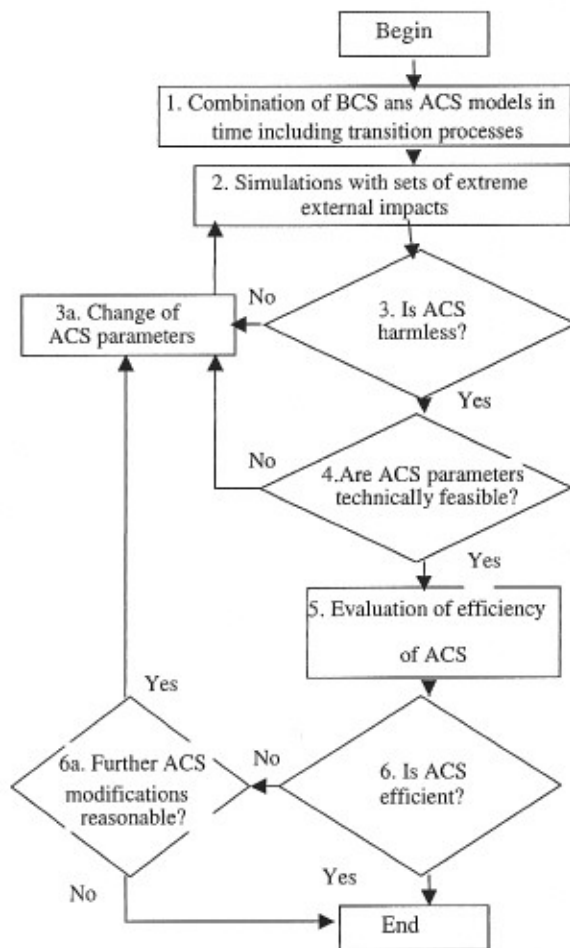 Begin
1. Combination of BCS ans ACS models in
time including transition processes
2. Simulations with sets of extreme
external impacts
No
3a. Change of
ACS parameters
3. Is ACS
harmless?
Yes
No
4.Are ACS parameters
technically feasible?
Yes
5. Evaluation of efficiency
of ACS
Yes
6a. Further ACS
modifications
reasonable?
No
6. Is ACS
efficient?
No
Yes
End